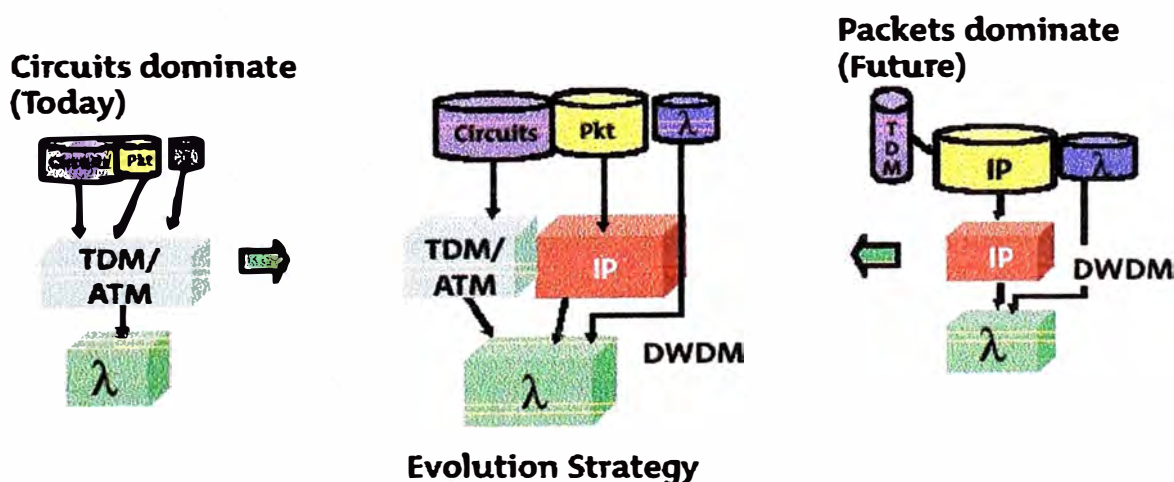 Circuits dominate
(Today)
Pkt
TDM/
ATM
λ
Circuits
Pkt
λ
TDM/
ATM
IP
λ
DWDM
Evolution Strategy
Packets dominate
(Future)
TDM
IP
λ
IP
DWDM
λ